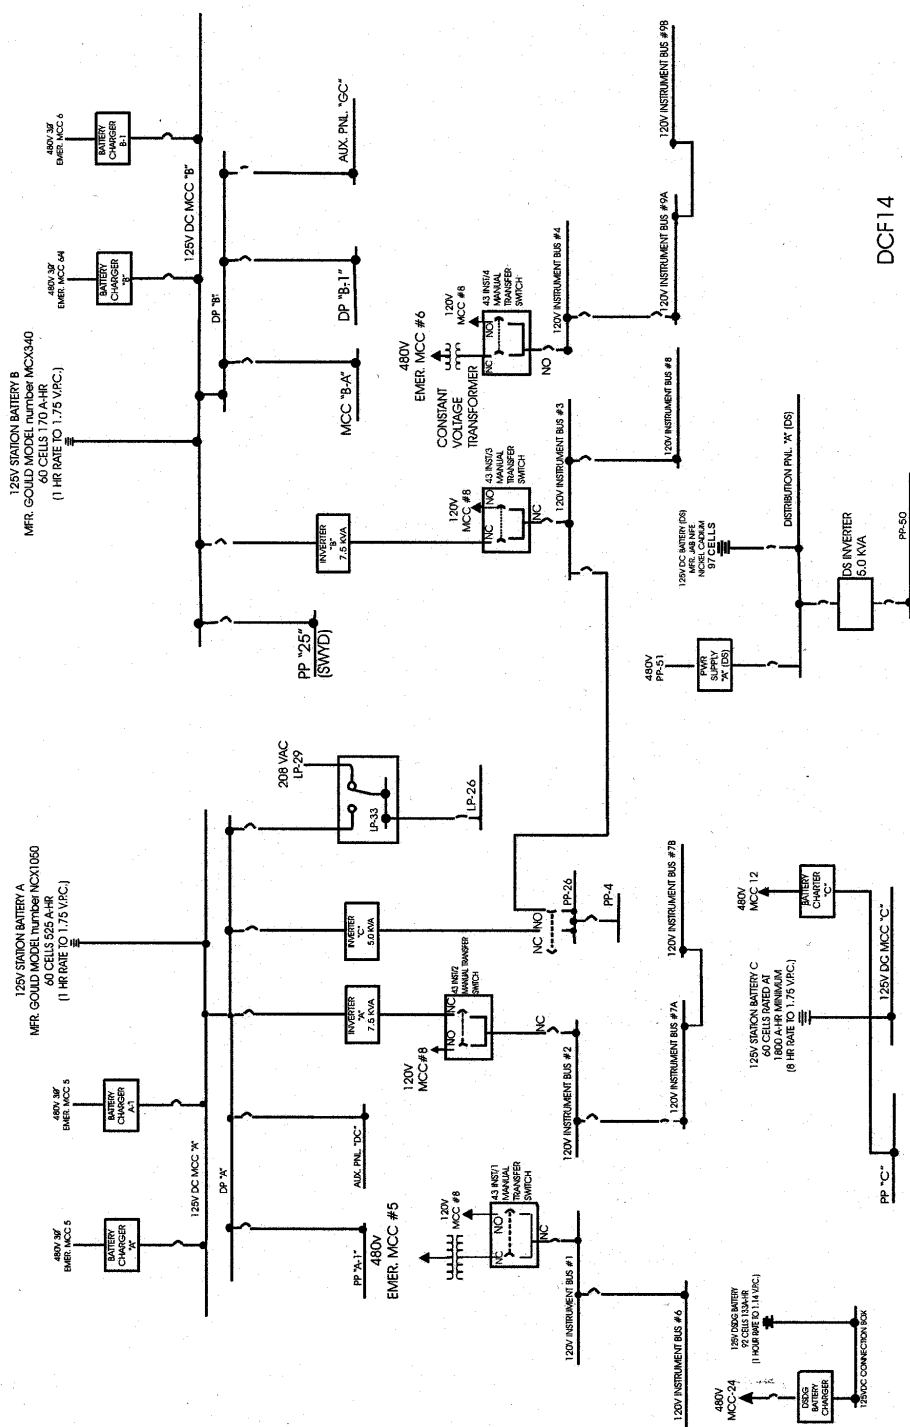 125V STATION BATTERY A
MFR. GOULD MODEL number NCX1050
60 CELLS 525 A-HR
(1 HR RATE TO 1.75 V.P.C.)
480V 3Ø
EMER. MCC 5
BATTERY
CHARGER
"A"
480V 3Ø
EMER. MCC 5
BATTERY
CHARGER
A-1
125V DC MCC "A"
DP "A"
PP "A-1"
AUX. PNL. "DC"
INVERTER
"A"
7.5 KVA
INVERTER
"C"
5.0 KVA
208 VAC
LP-29
LP-33
LP-26
125V STATION BATTERY B
MFR. GOULD MODEL number MCX340
60 CELLS 170 A-HR
(1 HR RATE TO 1.75 V.P.C.)
480V 3Ø
EMER. MCC 6A1
BATTERY
CHARGER
"B"
480V 3Ø
EMER. MCC 6
BATTERY
CHARGER
B-1
125V DC MCC "B"
DP "B"
PP "25"
(SWYD)
INVERTER
"B"
7.5 KVA
MCC "B-A"
DP "B-1"
AUX. PNL. "GC"
480V
EMER. MCC #5
120V
MCC #8
43 INST/1
MANUAL
TRANSFER
SWITCH
NC
NO
NC
120V INSTRUMENT BUS #1
120V INSTRUMENT BUS #6
120V
MCC#8
43 INST/2
MANUAL TRANSFER
SWITCH
NO
NC
NC
120V INSTRUMENT BUS #2
120V INSTRUMENT BUS #7A
120V INSTRUMENT BUS #7B
NC
NO
PP-26
PP-4
120V
MCC #8
43 INST/3
MANUAL
TRANSFER
SWITCH
NC
NO
NC
120V INSTRUMENT BUS #3
120V INSTRUMENT BUS #8
CONSTANT
VOLTAGE
TRANSFORMER
480V
EMER. MCC #6
120V
MCC #8
43 INST/4
MANUAL
TRANSFER
SWITCH
NC
NO
NO
120V INSTRUMENT BUS #4
120V INSTRUMENT BUS #9A
120V INSTRUMENT BUS #9B
480V
MCC-24
DSDG
BATTERY
CHARGER
125V DSDG BATTERY
92 CELLS 133A-HR
(1 HOUR RATE TO 1.14 V.P.C.)
125VDC CONNECTION BOX
125V STATION BATTERY C
60 CELLS RATED AT
1800 A-HR MINIMUM
(8 HR RATE TO 1.75 V.P.C.)
480V
MCC 12
BATTERY
CHARTER
"C"
125V DC MCC "C"
PP "C"
480V
PP-51
PWR
SUPPLY
"A" (DS)
125V DC BATTERY (DS)
MFR. JAB NIFE
NICKEL CADIUM
97 CELLS
DISTRIBUTION PNL. "A" (DS)
DS INVERTER
5.0 KVA
PP-50
DCF14